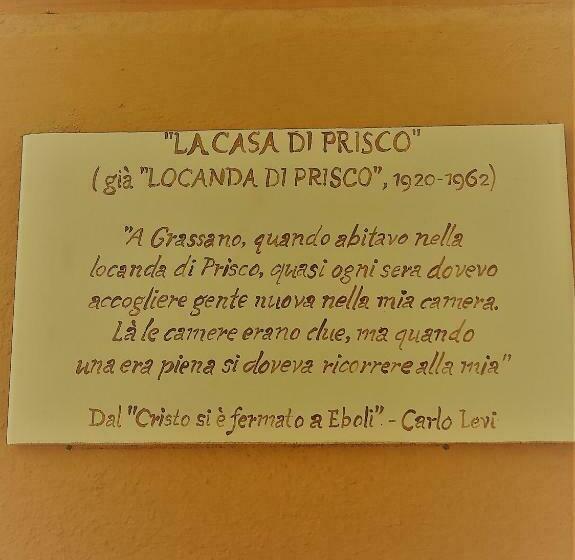 "LA CASA DI PRISCO"
(già "LOCANDA DI PRISCO", 1920-1962)
"A Grassano, quando abitavo nella
locanda di Prisco, quasi ogni sera dovevo
accogliere gente nuova nella mia camera.
Là le camere erano due, ma quando
una era piena si doveva ricorrere alla mia"
Dal "Cristo si è fermato a Eboli" - Carlo Levi